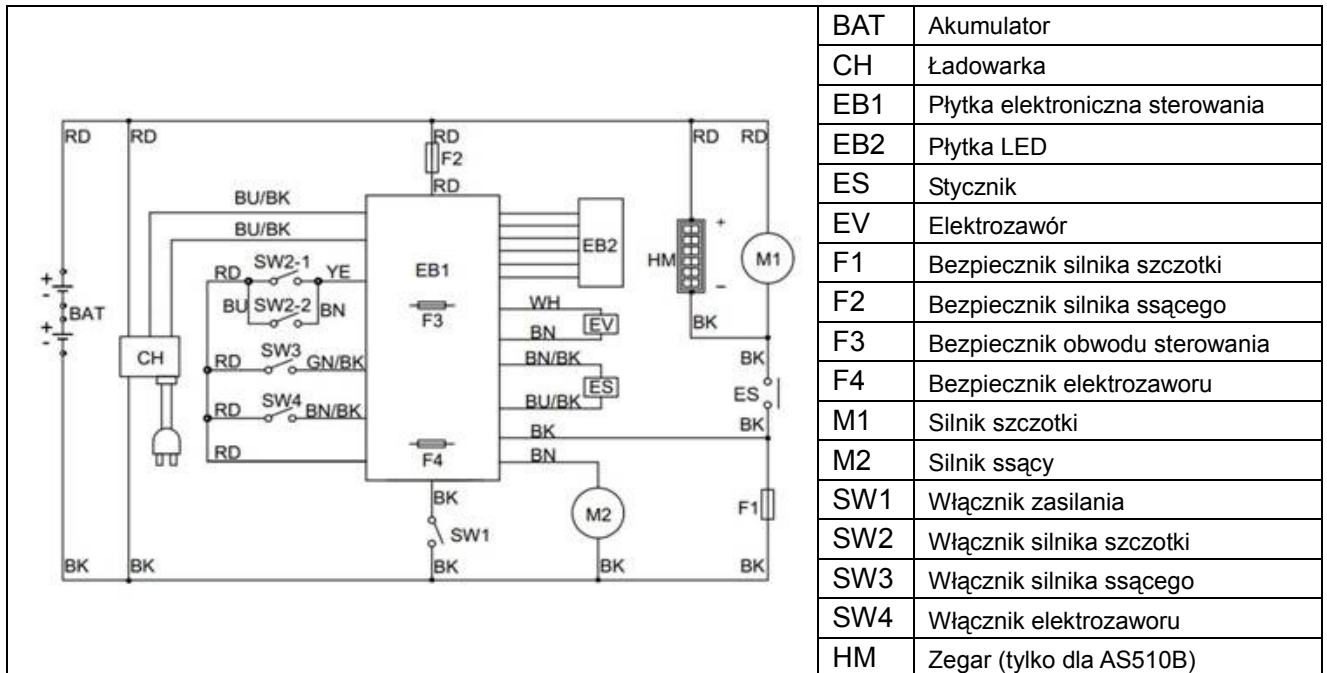 RD RD RD RD RD
F2
RD
BU/BK
BU/BK
SW2-1
RD YE
BU SW2-2 BN
EB1
EB2
+
HM
M1
−
F3
WH
EV
BN
BK
+
-
BAT
+
-
CH
SW3
RD GN/BK
BN/BK
ES
BU/BK
BK
ES
SW4
RD BN/BK
BK
BK
RD
F4
BN
BK
M2
F1
SW1
BK BK BK BK BK
BAT Akumulator
CH Ładowarka
EB1 Płytka elektroniczna sterowania
EB2 Płytka LED
ES Stycznik
EV Elektrozawór
F1 Bezpiecznik silnika szczotki
F2 Bezpiecznik silnika ssącego
F3 Bezpiecznik obwodu sterowania
F4 Bezpiecznik elektrozaworu
M1 Silnik szczotki
M2 Silnik ssący
SW1 Włącznik zasilania
SW2 Włącznik silnika szczotki
SW3 Włącznik silnika ssącego
SW4 Włącznik elektrozaworu
HM Zegar (tylko dla AS510B)